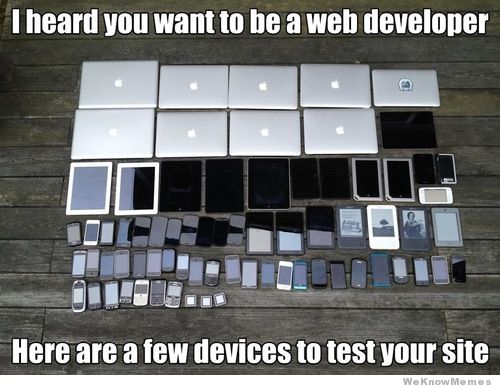 I heard you want to be a web developer
Here are a few devices to test your site
WeKnowMemes